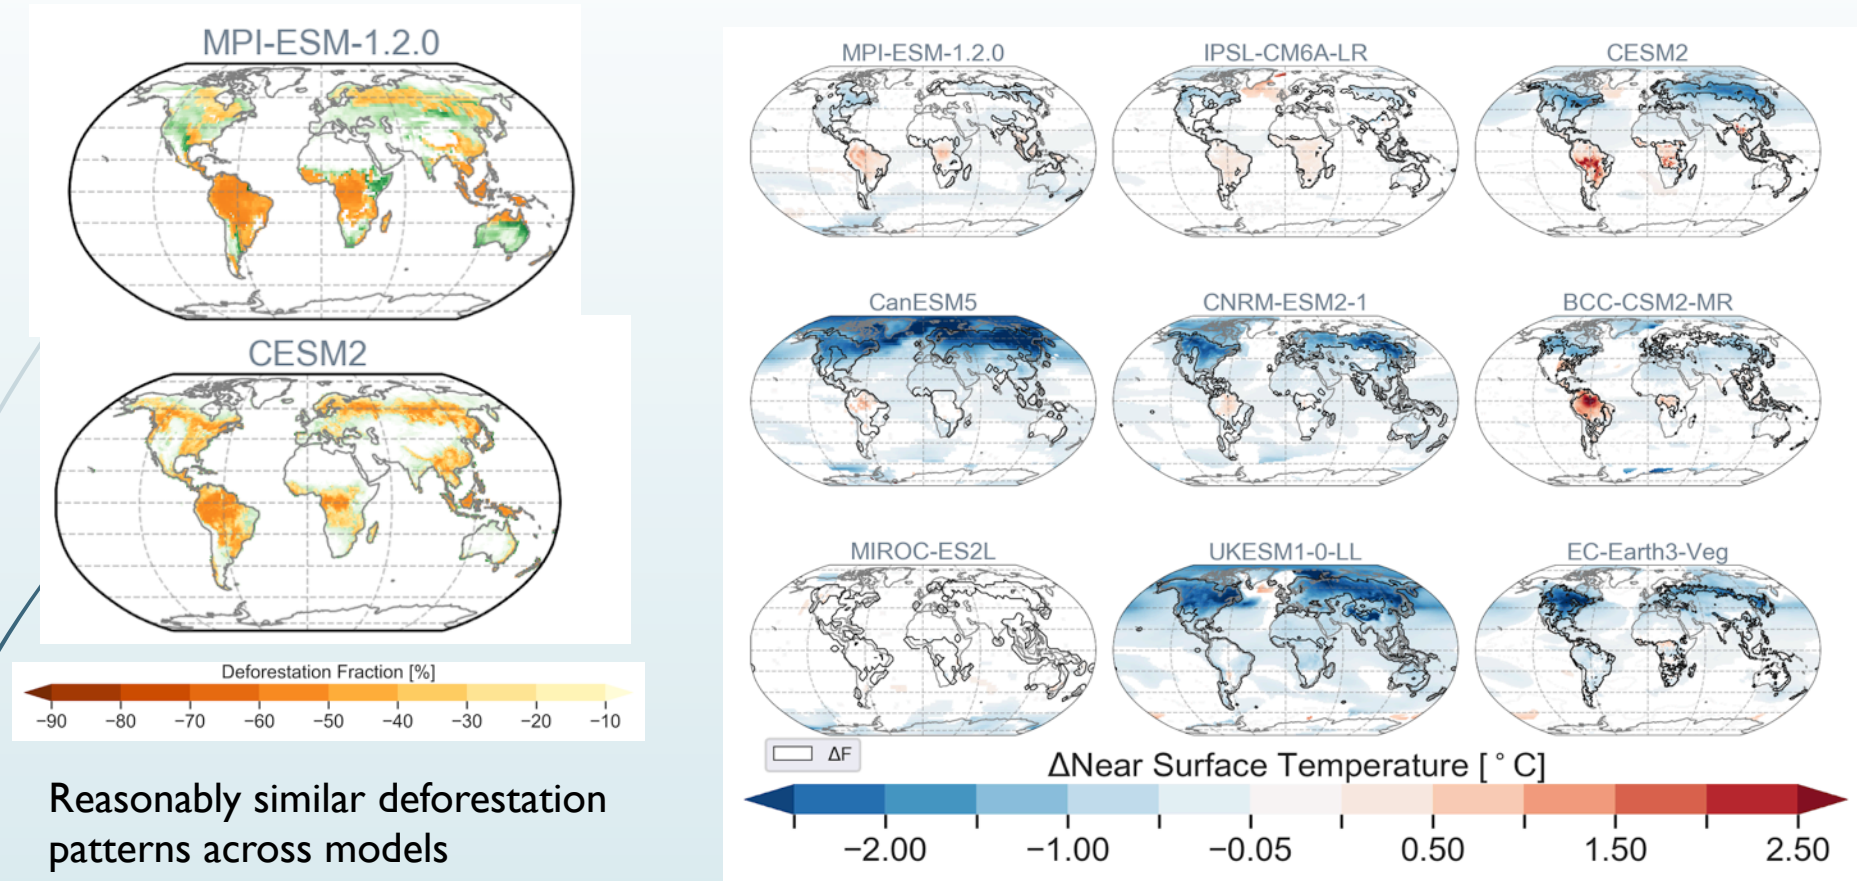 MPI-ESM-1.2.0
CESM2
Deforestation Fraction [%]
−90 −80 −70 −60 −50 −40 −30 −20 −10
Reasonably similar deforestation
patterns across models
MPI-ESM-1.2.0 IPSL-CM6A-LR CESM2
CanESM5 CNRM-ESM2-1 BCC-CSM2-MR
MIROC-ES2L UKESM1-0-LL EC-Earth3-Veg
ΔF
ΔNear Surface Temperature [ °C]
−2.00 −1.00 −0.05 0.50 1.50 2.50